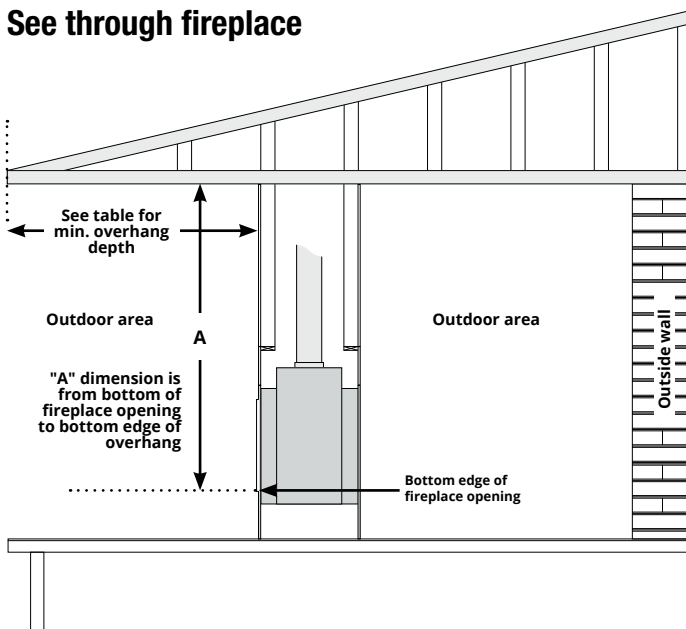 See through fireplace
See table for
min. overhang
depth
Outdoor area
A
Outdoor area
Outside wall
"A" dimension is
from bottom of
fireplace opening
to bottom edge of
overhang
Bottom edge of
fireplace opening